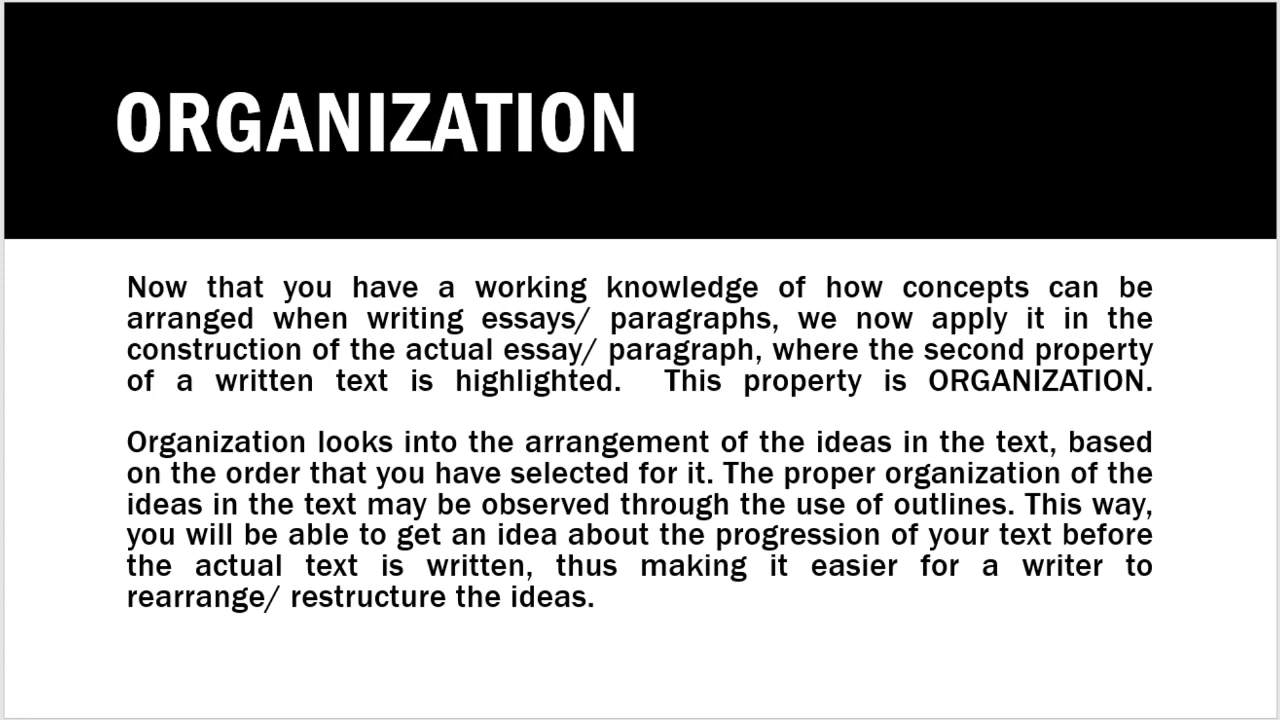 ORGANIZATION
Now that you have a working knowledge of how concepts can be
arranged when writing essays/ paragraphs, we now apply it in the
construction of the actual essay/ paragraph, where the second property
of a written text is highlighted.  This property is ORGANIZATION.
Organization looks into the arrangement of the ideas in the text, based
on the order that you have selected for it. The proper organization of the
ideas in the text may be observed through the use of outlines. This way,
you will be able to get an idea about the progression of your text before
the actual text is written, thus making it easier for a writer to
rearrange/ restructure the ideas.